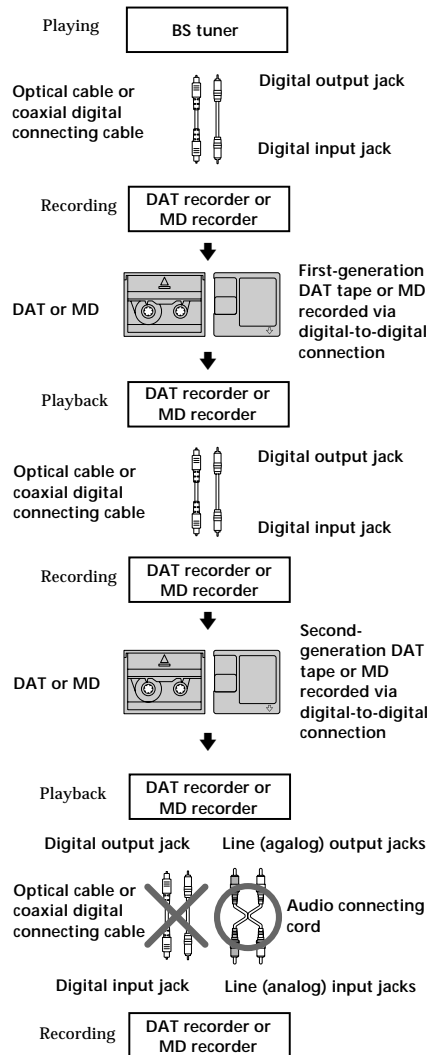 Playing
BS tuner
Optical cable or
coaxial digital
connecting cable
Digital output jack
Digital input jack
Recording
DAT recorder or
MD recorder
DAT or MD
First-generation
DAT tape or MD
recorded via
digital-to-digital
connection
Playback
DAT recorder or
MD recorder
Optical cable or
coaxial digital
connecting cable
Digital output jack
Digital input jack
Recording
DAT recorder or
MD recorder
DAT or MD
Second-
generation DAT
tape or MD
recorded via
digital-to-digital
connection
Playback
DAT recorder or
MD recorder
Digital output jack
Line (agalog) output jacks
Optical cable or
coaxial digital
connecting cable
Audio connecting
cord
Digital input jack
Line (analog) input jacks
Recording
DAT recorder or
MD recorder